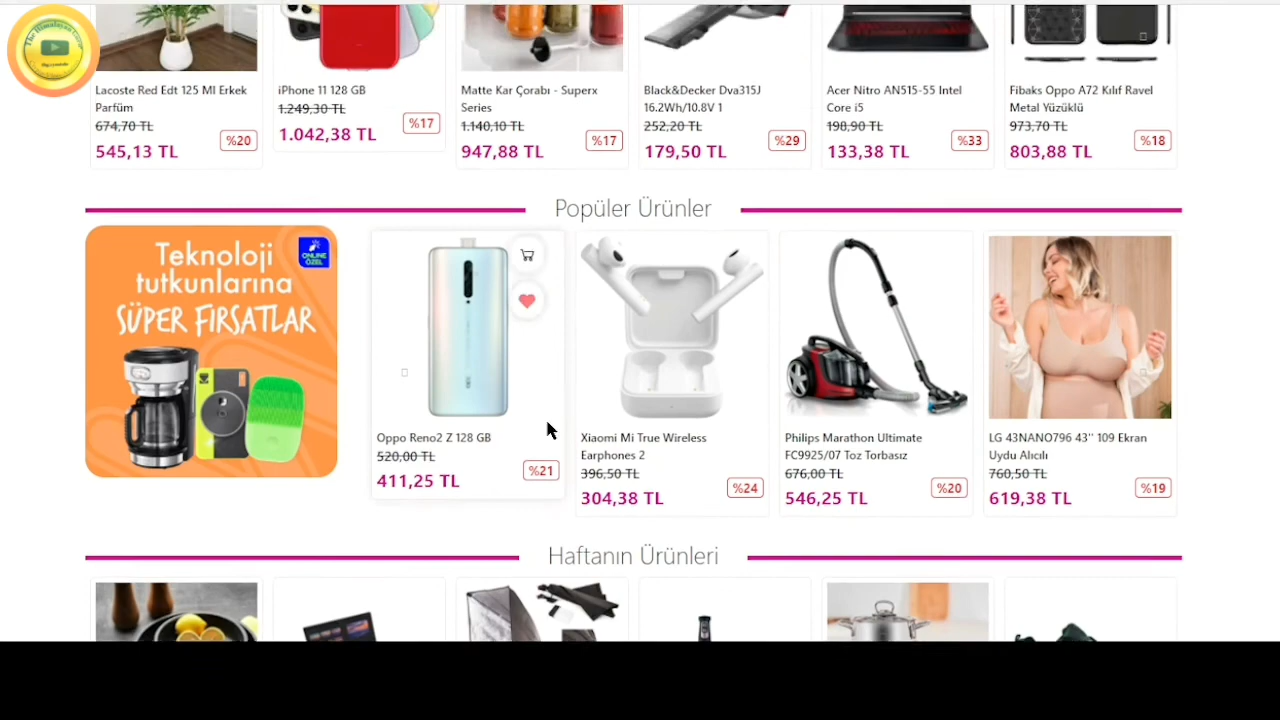 Lacoste Red Edt 125 Ml Erkek
Parfüm
674,70 TL
545,13 TL
%20
iPhone 11 128 GB
1.249,30 TL
1.042,38 TL
%17
Matte Kar Çorabı - Superx
Series
1.140,10 TL
947,88 TL
%17
Black&Decker Dva315J
16.2Wh/10.8V 1
252,20 TL
179,50 TL
%29
Acer Nitro AN515-55 Intel
Core i5
198,90 TL
133,38 TL
%33
Fibaks Oppo A72 Kılıf Ravel
Metal Yüzüklü
973,70 TL
803,88 TL
%18
Popüler Ürünler
Teknoloji
tutkunlarına
SÜPER FIRSATLAR
ONLINE
ÖZEL
Oppo Reno2 Z 128 GB
520,00 TL
411,25 TL
%21
Xiaomi Mi True Wireless
Earphones 2
396,50 TL
304,38 TL
%24
Philips Marathon Ultimate
FC9925/07 Toz Torbasız
676,00 TL
546,25 TL
%20
LG 43NANO796 43'' 109 Ekran
Uydu Alıcılı
760,50 TL
619,38 TL
%19
Haftanın Ürünleri